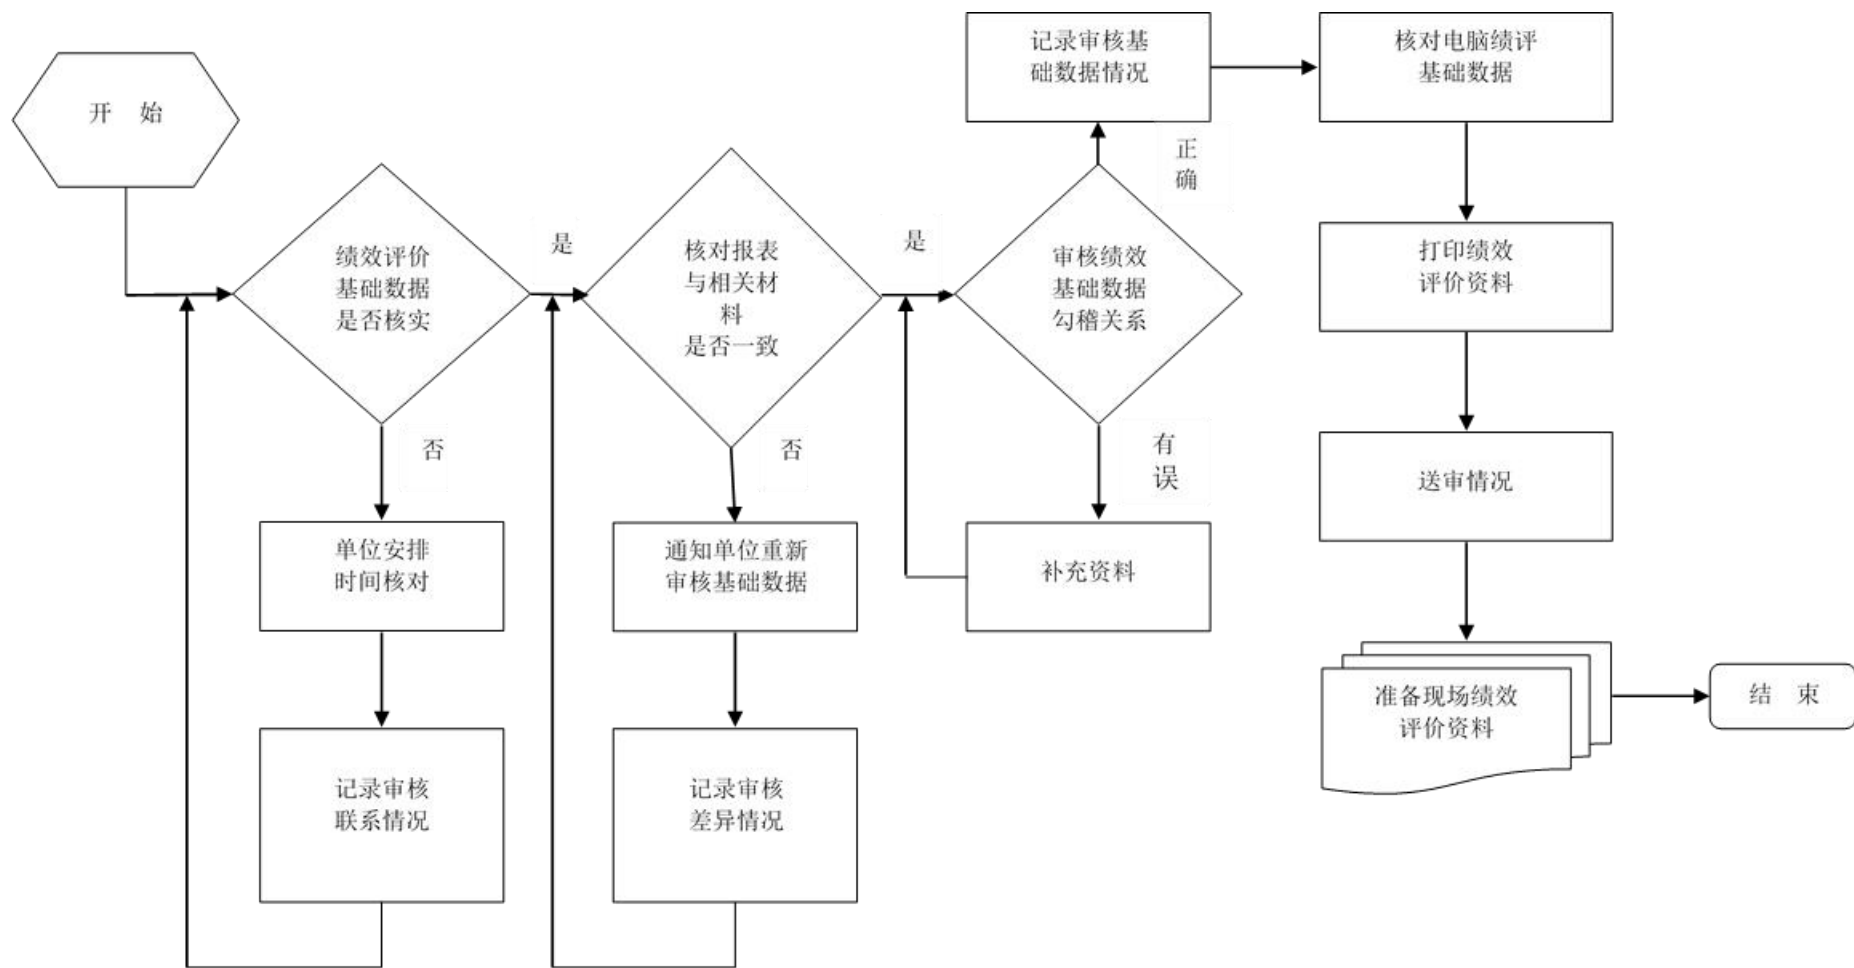 开 始
绩效评价
基础数据
是否核实
是
否
单位安排
时间核对
记录审核
联系情况
核对报表
与相关材
料
是否一致
是
否
通知单位重新
审核基础数据
记录审核
差异情况
审核绩效
基础数据
勾稽关系
正
确
有
误
补充资料
记录审核基
础数据情况
核对电脑绩评
基础数据
打印绩效
评价资料
送审情况
准备现场绩效
评价资料
结 束